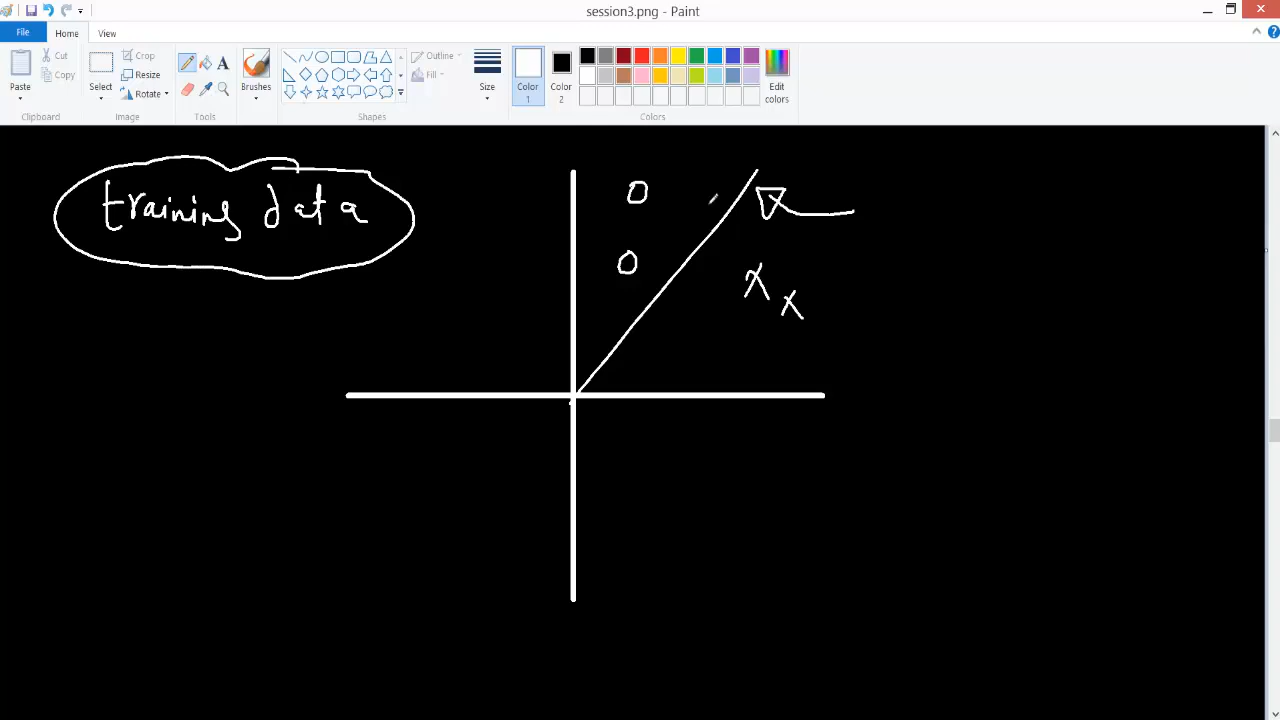 session3.png - Paint
File Home View
Paste
Cut
Copy
Clipboard
Select
Crop
Resize
Rotate
Image
Tools
Brushes
Shapes
Outline
Fill
Size
Color 1
Color 2
Edit colors
Colors
training data
O
O
X X